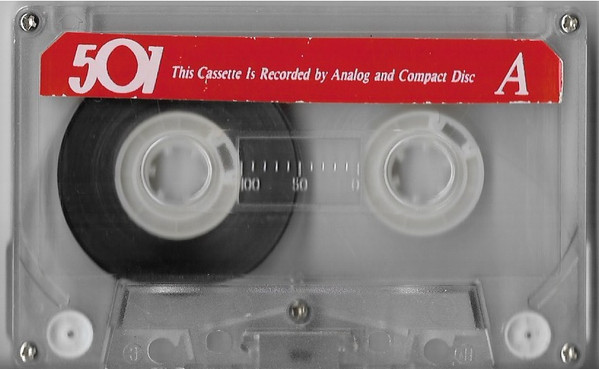 501 This Cassette Is Recorded by Analog and Compact Disc A
100 50 0